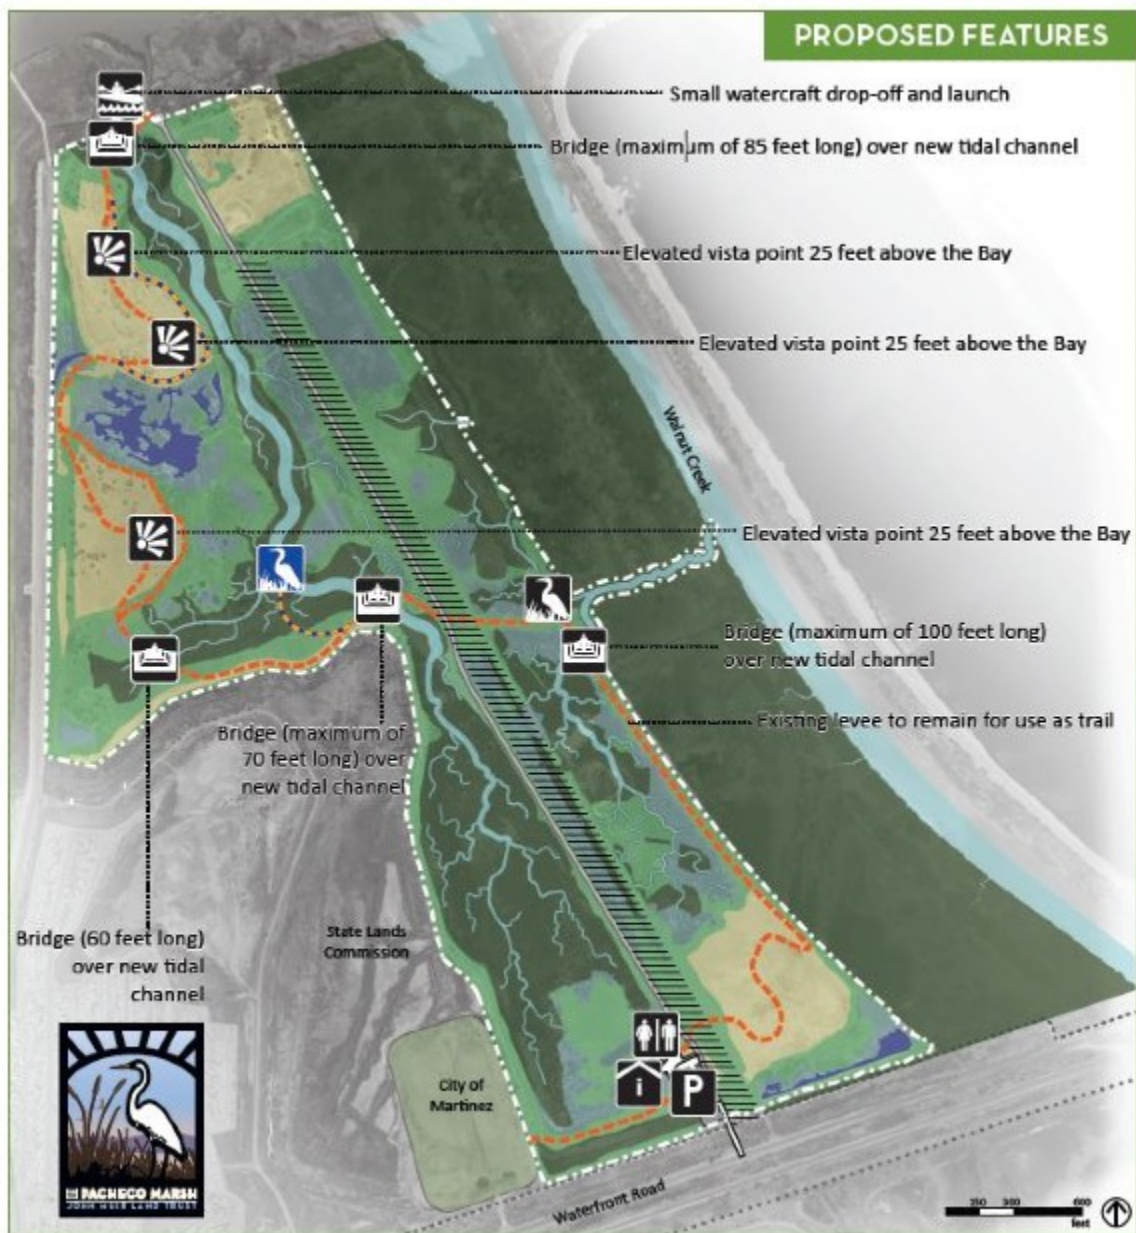 PROPOSED FEATURES
Small watercraft drop-off and launch
Bridge (maximum of 85 feet long) over new tidal channel
Elevated vista point 25 feet above the Bay
Elevated vista point 25 feet above the Bay
Walnut Creek
Elevated vista point 25 feet above the Bay
Bridge (maximum of 100 feet long)
over new tidal channel
Existing levee to remain for use as trail
Bridge (maximum of
70 feet long) over
new tidal channel
Bridge (60 feet long)
over new tidal
channel
State Lands
Commission
City of
Martinez
i
P
Waterfront Road
PACHECO MARSH
JOHN MUIR LAND TRUST
600
feet